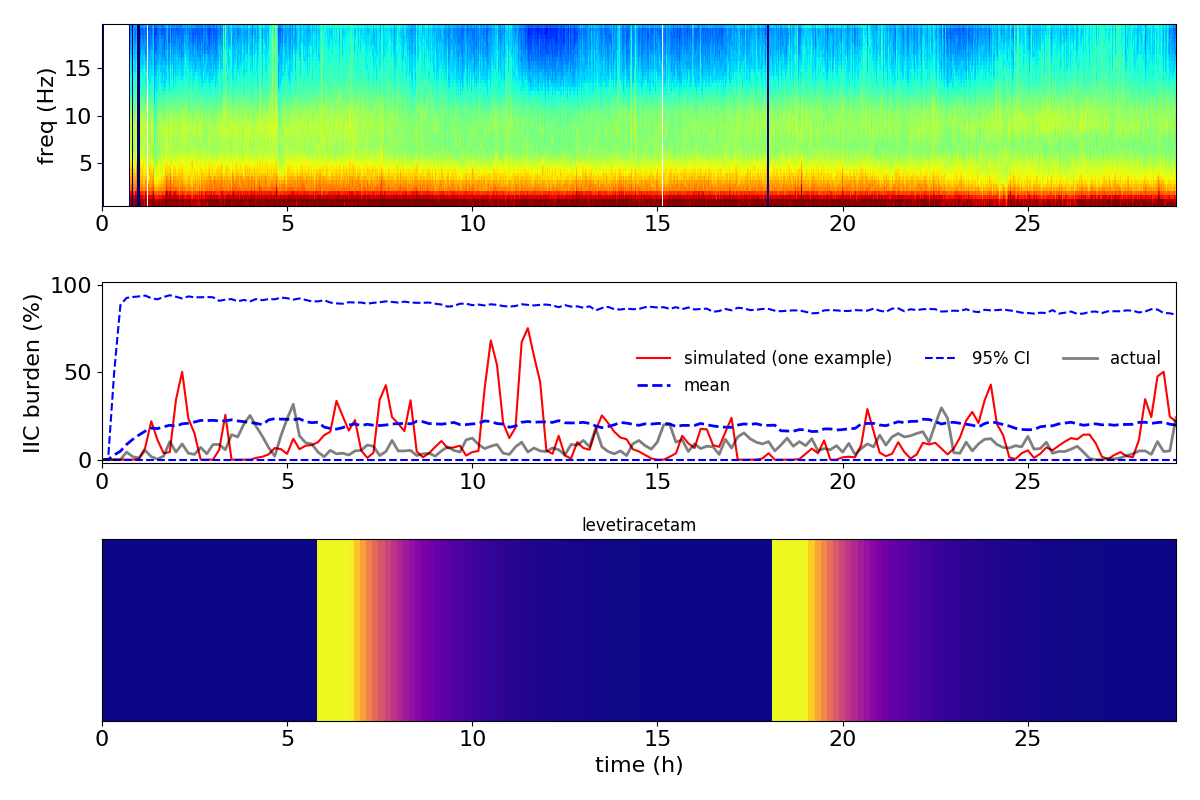 freq (Hz)
15
10
5
0 5 10 15 20 25
IIC burden (%)
100
50
0
simulated (one example) 95% CI actual
mean
0 5 10 15 20 25
levetiracetam
0 5 10 15 20 25
time (h)